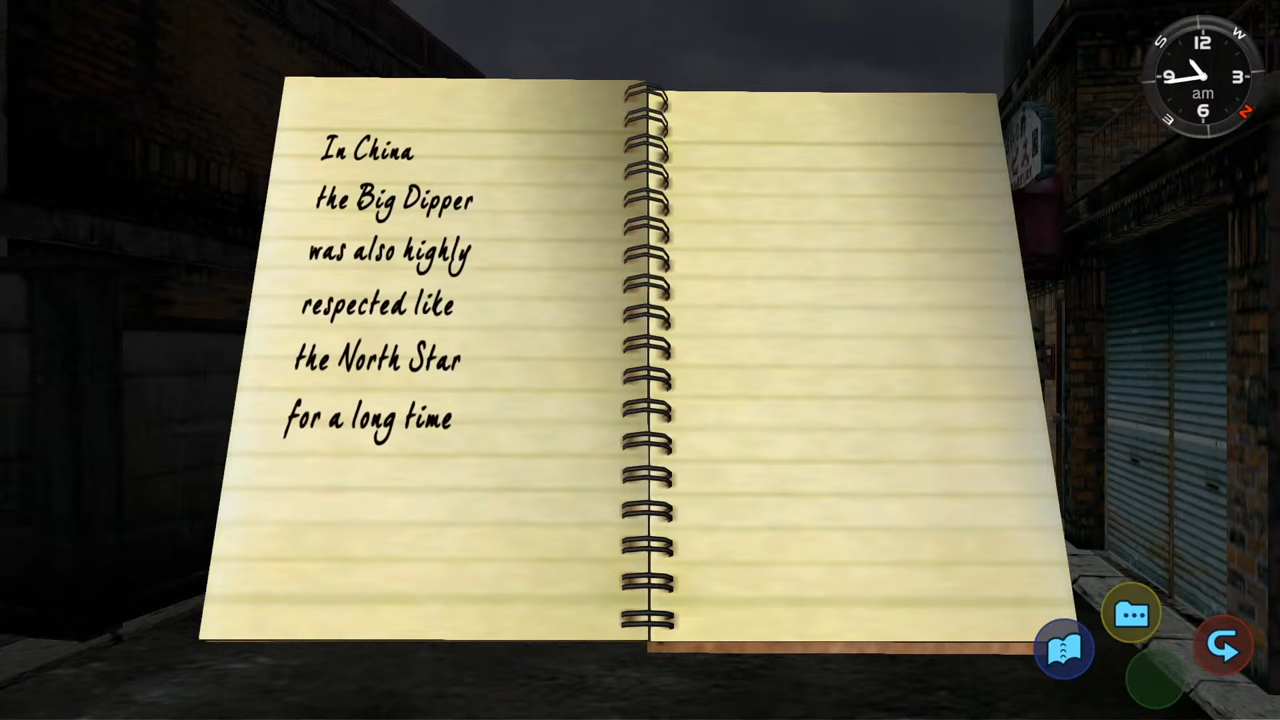 In China
the Big Dipper
was also highly
respected like
the North Star
for a long time
S
W
12
9
3
am
6
E
N